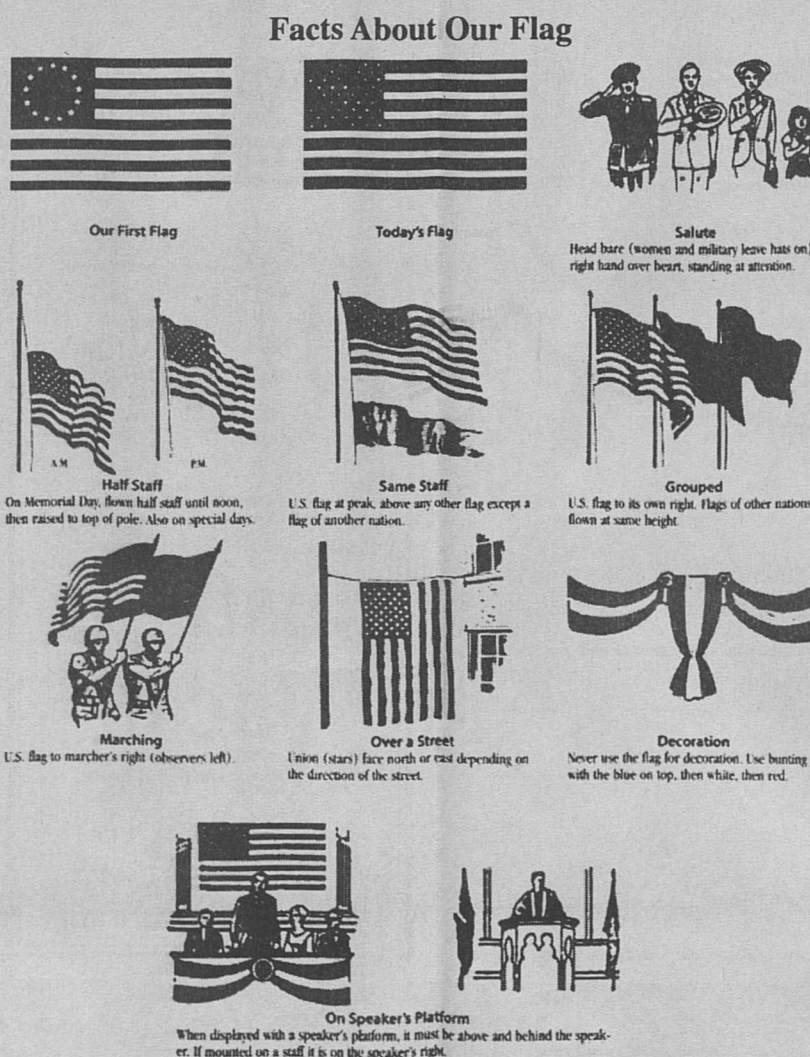 Facts About Our Flag
Our First Flag
Today's Flag
Salute
Head bare (women and military leave hats on)
right hand over heart, standing at attention.
A.M.
P.M.
Half Staff
On Memorial Day, flown half staff until noon,
then raised to top of pole. Also on special days.
Same Staff
U.S. flag at peak, above any other flag except a
flag of another nation.
Grouped
U.S. flag to its own right. Flags of other nations
flown at same height.
Marching
U.S. flag to marcher's right (observers left).
Over a Street
Union (stars) face north or east depending on
the direction of the street.
Decoration
Never use the flag for decoration. Use bunting
with the blue on top, then white, then red.
On Speaker's Platform
When displayed with a speaker's platform, it must be above and behind the speak-
er. If mounted on a staff it is on the speaker's right.